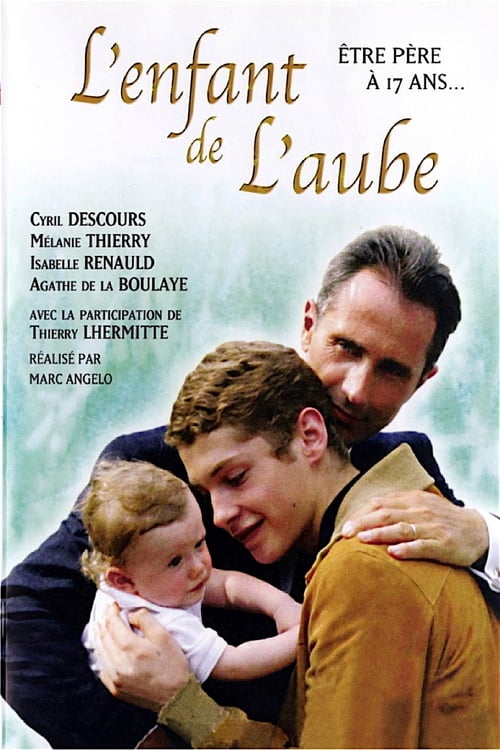 L'enfant
de L'aube
ÊTRE PÈRE
À 17 ANS...
CYRIL DESCOURS
MÉLANIE THIERRY
ISABELLE RENAULD
AGATHE DE LA BOULAYE
AVEC LA PARTICIPATION DE
THIERRY LHERMITTE
RÉALISÉ PAR
MARC ANGELO